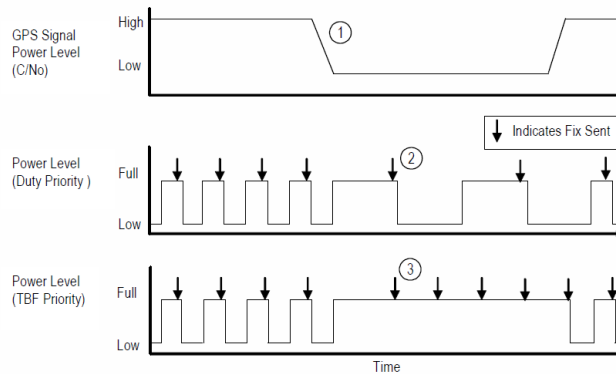 GPS Signal
Power Level
(C/No)
High
Low
1
Indicates Fix Sent
Power Level
(Duty Priority )
Full
Low
2
Power Level
(TBF Priority)
Full
Low
3
Time